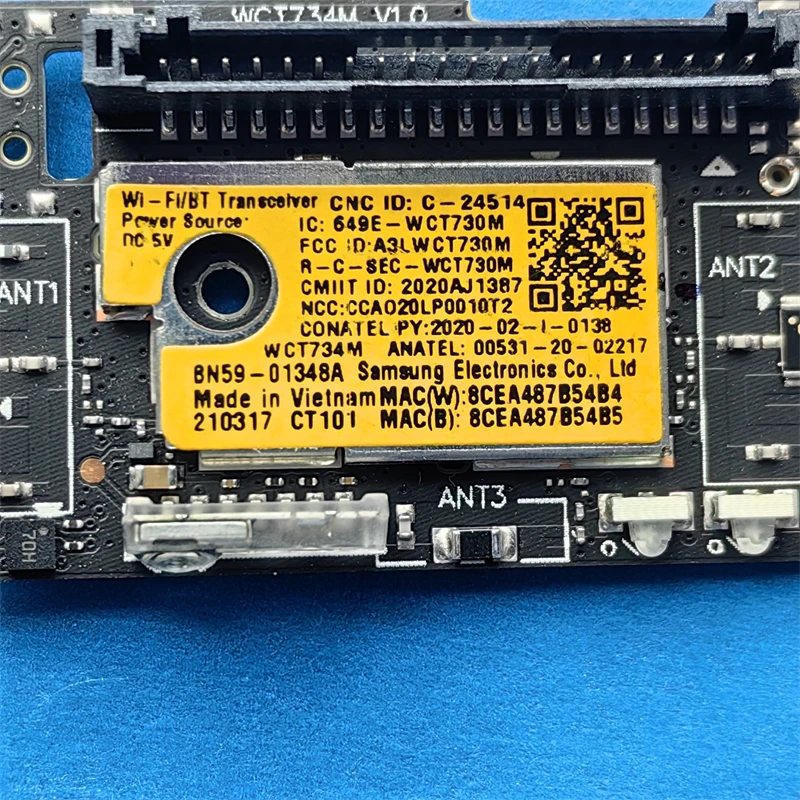 WCT734M V1.0
Wi-Fi/BT Transceiver CNC ID: C-24514
Power Source: IC: 649E-WCT730M
DC 5V FCC ID:A3LWCT730M
R-C-SEC-WCT730M
CMIIT ID: 2020AJ1387
NCC:CCAO20LP0010T2
CONATEL PY:2020-02-I-0138
WCT734M ANATEL: 00531-20-02217
BN59-01348A Samsung Electronics Co., Ltd
Made in Vietnam MAC(W):8CEA487B54B4
210317 CT101 MAC(B): 8CEA487B54B5
ANT1
ANT2
ANT3
70H